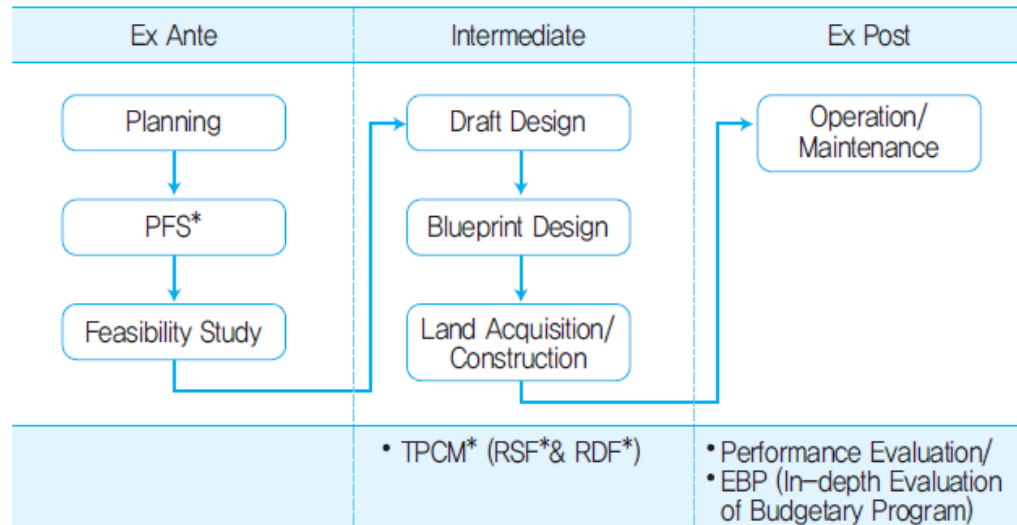 Ex Ante
Intermediate
Ex Post
Planning
PFS*
Feasibility Study
Draft Design
Blueprint Design
Land Acquisition/
Construction
Operation/
Maintenance
• TPCM* (RSF*& RDF*)
• Performance Evaluation/
• EBP (In-depth Evaluation
of Budgetary Program)